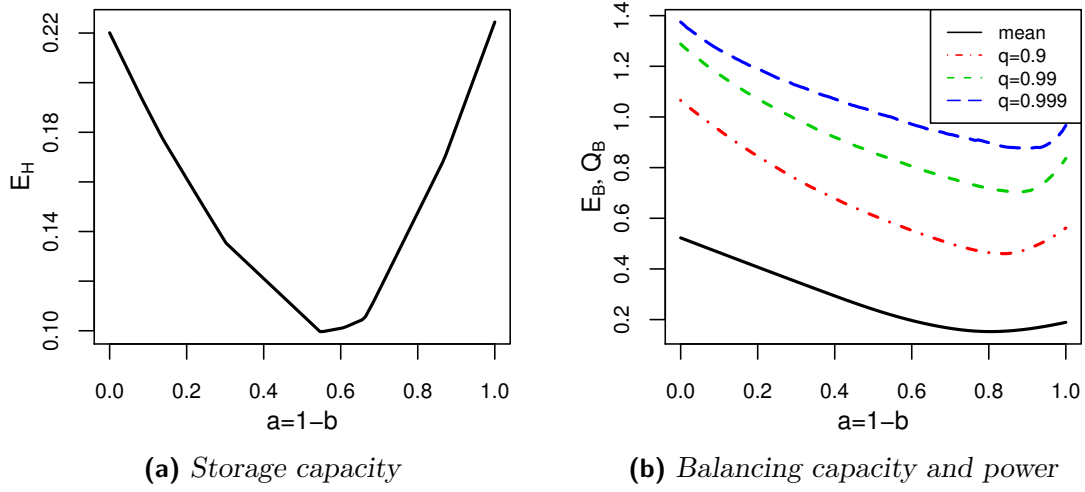 0.10 0.14 0.18 0.22
E_H
0.0 0.2 0.4 0.6 0.8 1.0
a=1−b
(a) Storage capacity
0.2 0.4 0.6 0.8 1.0 1.2 1.4
E_B, Q_B
mean
q=0.9
q=0.99
q=0.999
0.0 0.2 0.4 0.6 0.8 1.0
a=1−b
(b) Balancing capacity and power